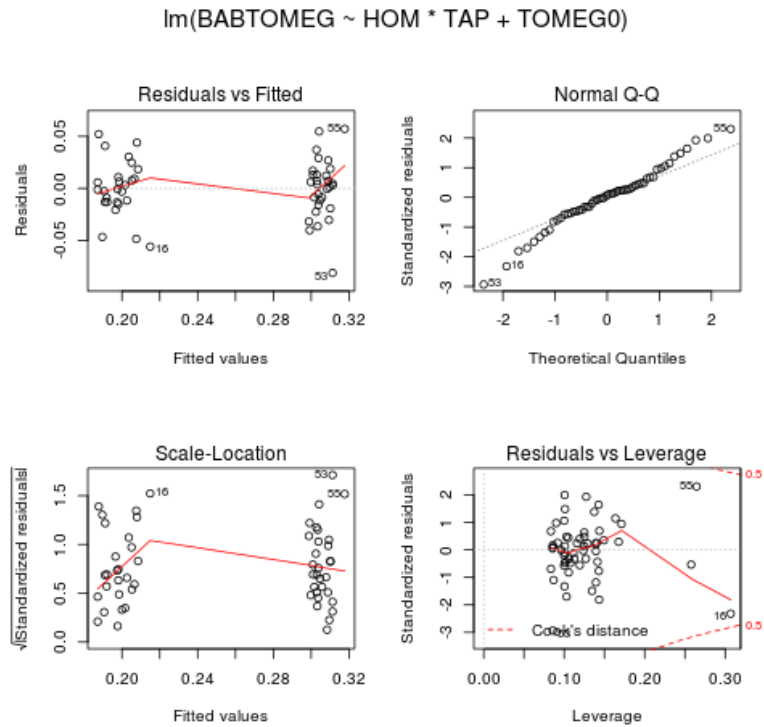 lm(BABTOMEG ~ HOM * TAP + TOMEG0)
Residuals vs Fitted
Residuals
0.05
0.00
-0.05
55
16
53
0.20 0.24 0.28 0.32
Fitted values
Normal Q-Q
Standardized residuals
2
1
0
-1
-2
-3
55
16
53
-2 -1 0 1 2
Theoretical Quantiles
Scale-Location
√|Standardized residuals|
1.5
1.0
0.5
0.0
53
16
55
0.20 0.24 0.28 0.32
Fitted values
Residuals vs Leverage
Standardized residuals
2
1
0
-1
-2
-3
55
0.5
16
0.5
Cook's distance
0.00 0.10 0.20 0.30
Leverage